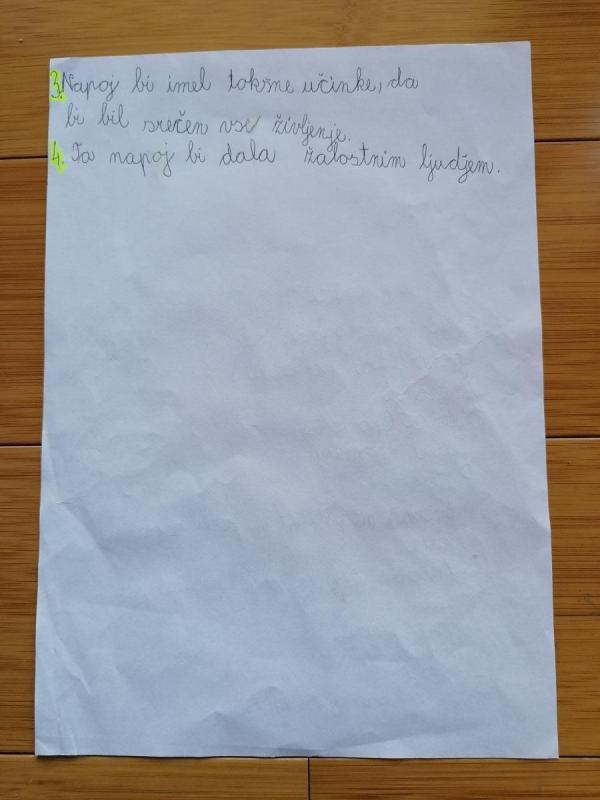 3. Napoj bi imel takšne učinke, da
bi bil srečen vse življenje.
4. Ta napoj bi dala žalostnim ljudjem.